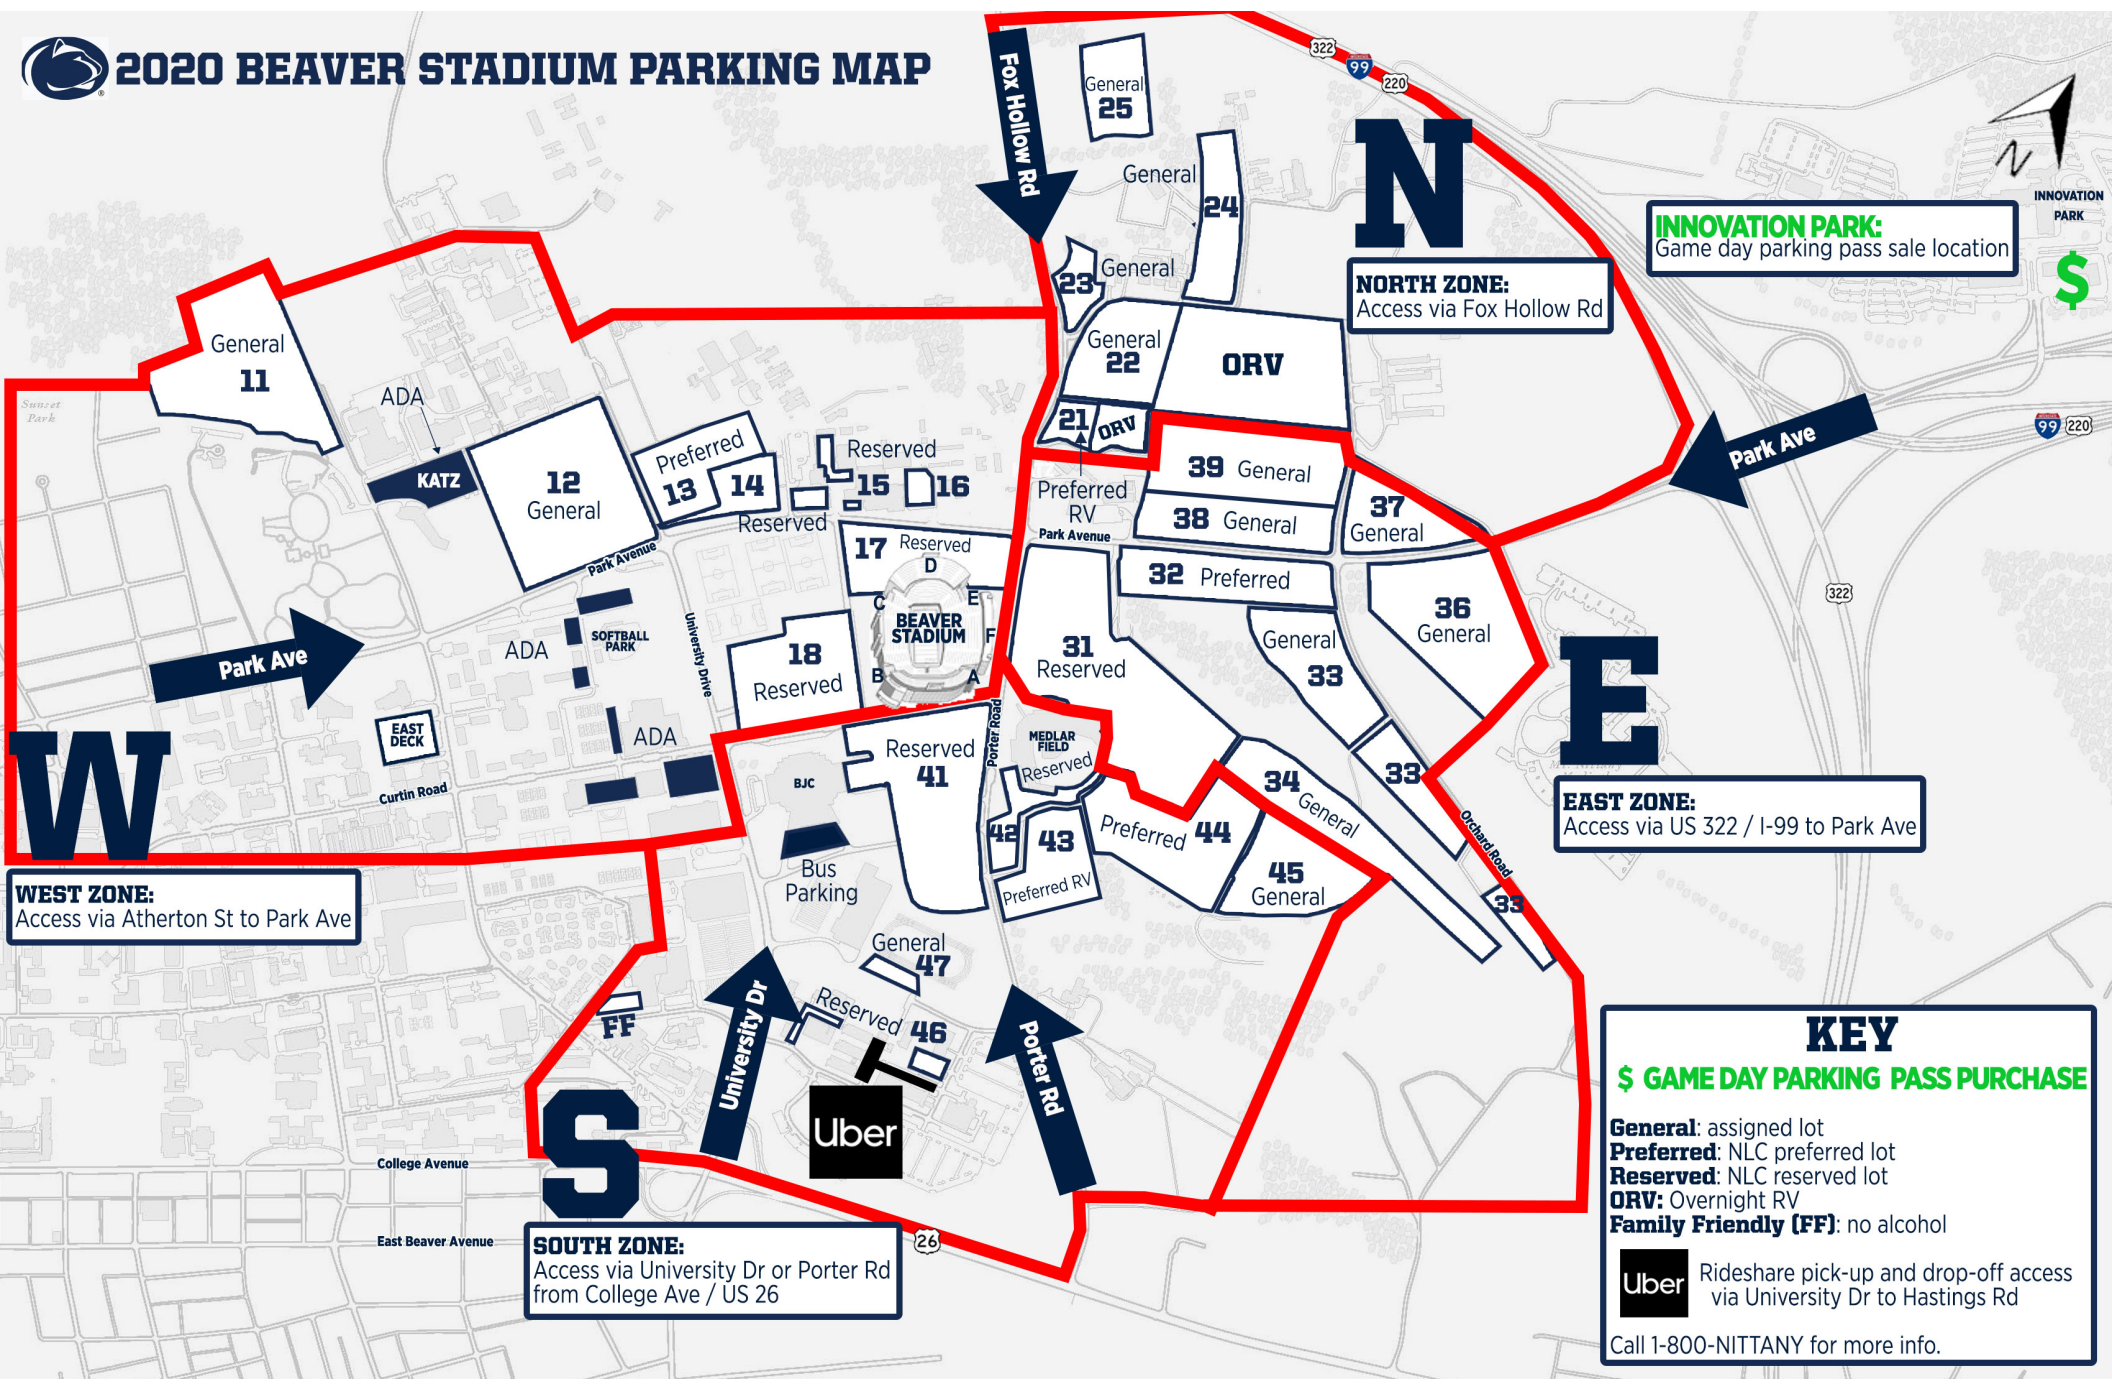 2020 BEAVER STADIUM PARKING MAP
Fox Hollow Rd
General
25
General
24
General
23
General
22
ORV
21
ORV
322
99
220
N
NORTH ZONE:
Access via Fox Hollow Rd
N
INNOVATION
PARK
$
INNOVATION PARK:
Game day parking pass sale location
99
220
Park Ave
322
Sunset
Park
General
11
ADA
KATZ
12
General
Preferred
13
14
Reserved
15
16
Reserved
17
Reserved
Park Avenue
Preferred
RV
Park Avenue
39 General
38 General
37
General
32 Preferred
36
General
General
33
33
33
31
Reserved
D
C
E
BEAVER
STADIUM
F
B
A
18
Reserved
ADA
SOFTBALL
PARK
University Drive
ADA
Park Ave
EAST
DECK
Curtin Road
W
WEST ZONE:
Access via Atherton St to Park Ave
E
EAST ZONE:
Access via US 322 / I-99 to Park Ave
Reserved
41
Porter Road
MEDLAR
FIELD
Reserved
BJC
Bus
Parking
42
43
Preferred RV
Preferred 44
34
General
45
General
Orchard Road
General
47
Reserved 46
FF
University Dr
Porter Rd
Uber
S
College Avenue
East Beaver Avenue
26
SOUTH ZONE:
Access via University Dr or Porter Rd
from College Ave / US 26
KEY
$ GAME DAY PARKING PASS PURCHASE
General: assigned lot
Preferred: NLC preferred lot
Reserved: NLC reserved lot
ORV: Overnight RV
Family Friendly (FF): no alcohol
Uber
Rideshare pick-up and drop-off access
via University Dr to Hastings Rd
Call 1-800-NITTANY for more info.